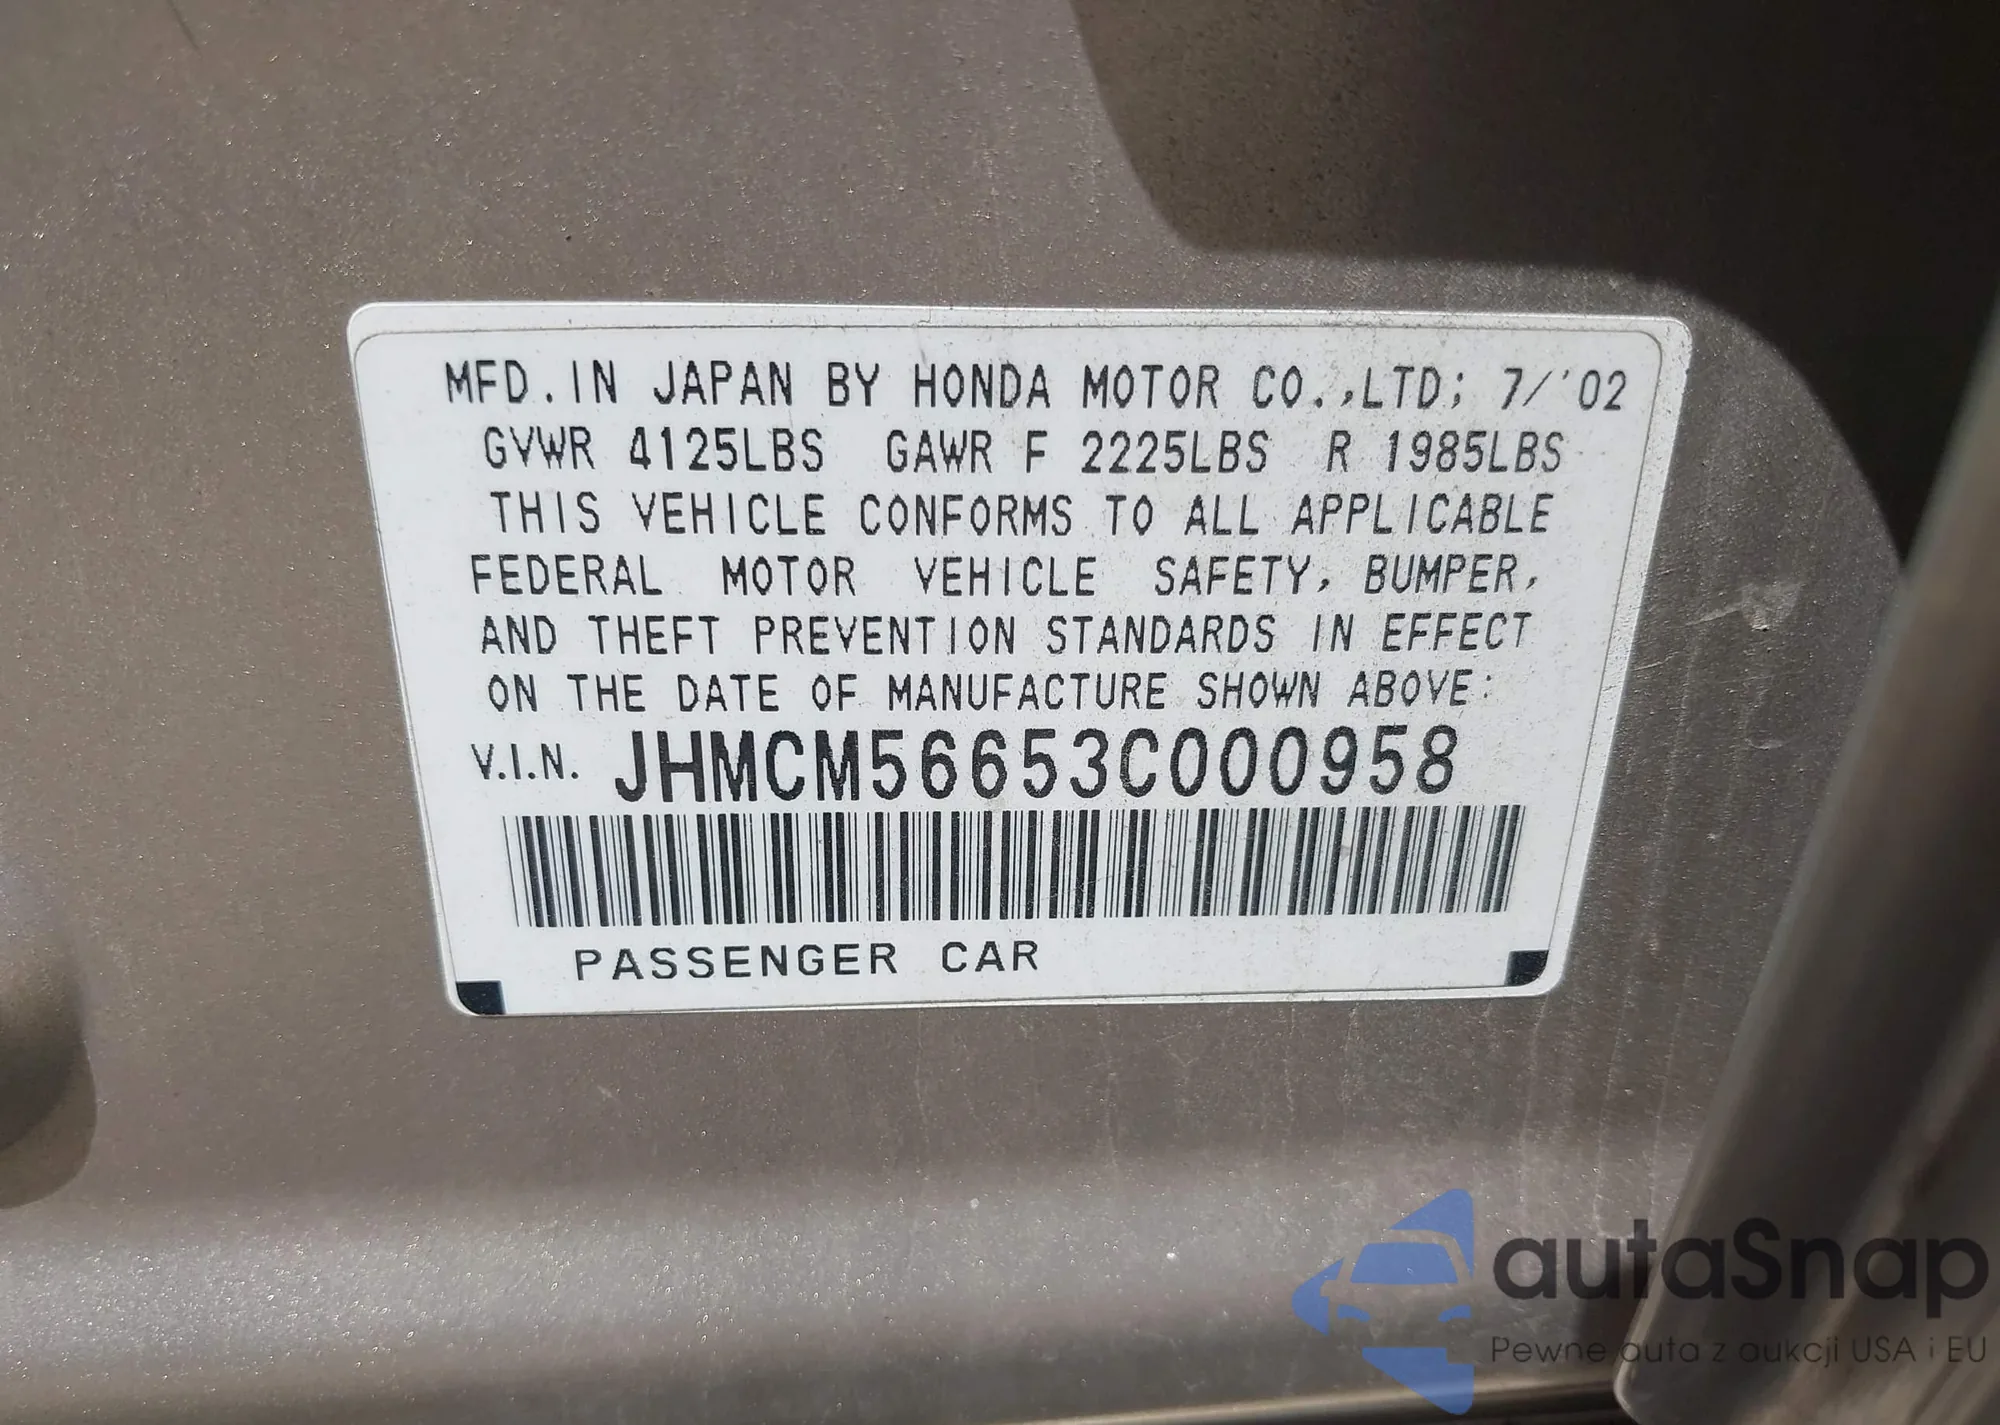 MFD. IN JAPAN BY HONDA MOTOR CO.,LTD; 7/'02
GVWR 4125LBS GAWR F 2225LBS R 1985LBS
THIS VEHICLE CONFORMS TO ALL APPLICABLE
FEDERAL MOTOR VEHICLE SAFETY, BUMPER,
AND THEFT PREVENTION STANDARDS IN EFFECT
ON THE DATE OF MANUFACTURE SHOWN ABOVE:
V.I.N. JHMCM56653C000958
PASSENGER CAR
autaSnap
Pewne auta z aukcji USA i EU